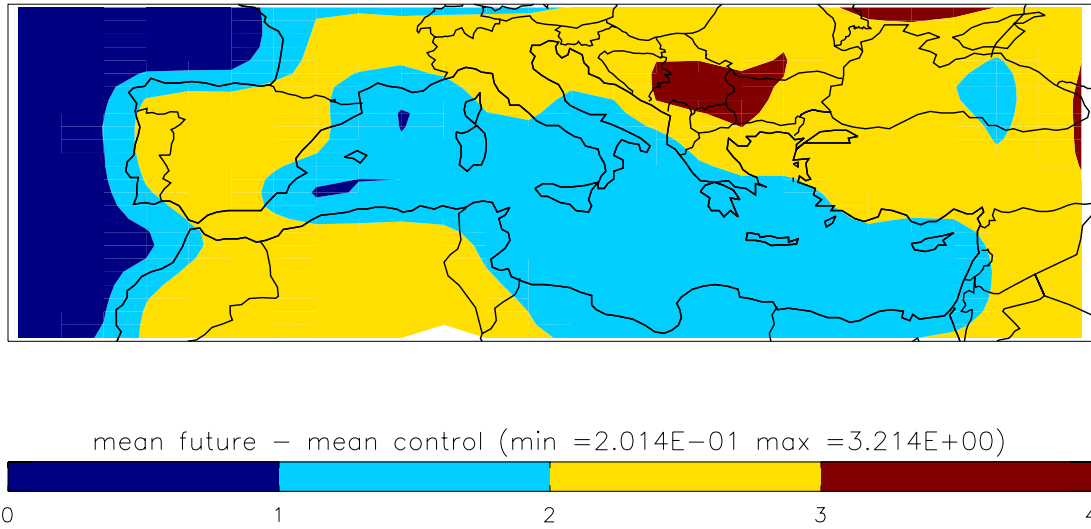 mean future – mean control (min =2.014E–01 max =3.214E+00)
0 1 2 3 4